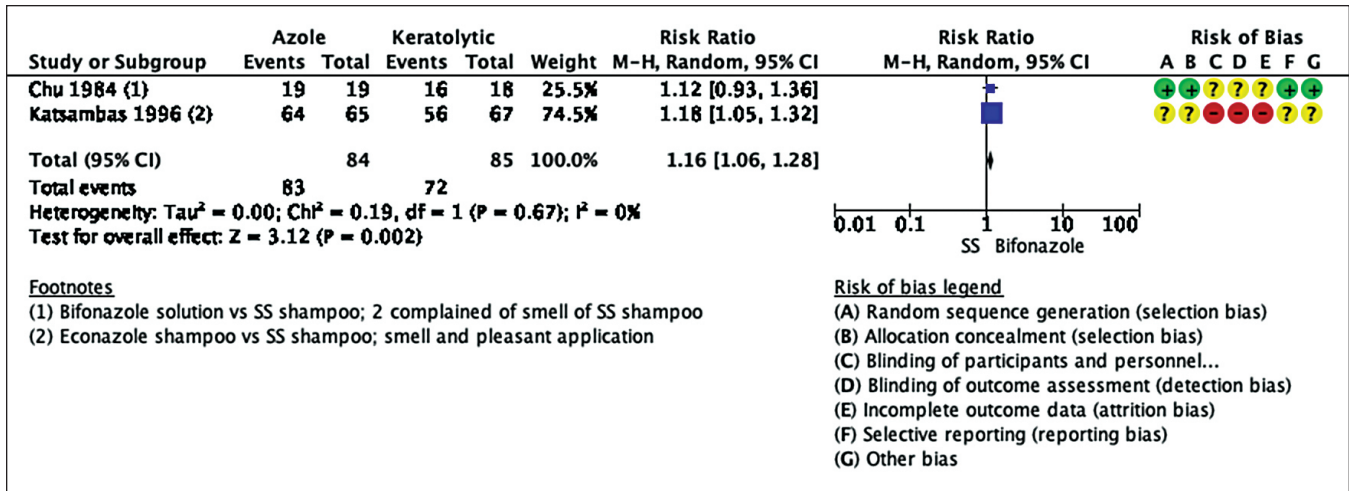 Azole Keratolytic Risk Ratio Risk Ratio Risk of Bias
Study or Subgroup Events Total Events Total Weight M-H, Random, 95% CI M-H, Random, 95% CI A B C D E F G
Chu 1984 (1) 19 19 16 18 25.5% 1.12 [0.93, 1.36] + + ? ? ? + +
Katsambas 1996 (2) 64 65 56 67 74.5% 1.18 [1.05, 1.32] ? ? - - - ? ?
Total (95% CI) 84 85 100.0% 1.16 [1.06, 1.28]
Total events 83 72
Heterogeneity: Tau² = 0.00; Chi² = 0.19, df = 1 (P = 0.67); I² = 0%
Test for overall effect: Z = 3.12 (P = 0.002)
0.01 0.1 1 10 100
SS Bifonazole
Footnotes
(1) Bifonazole solution vs SS shampoo; 2 complained of smell of SS shampoo
(2) Econazole shampoo vs SS shampoo; smell and pleasant application
Risk of bias legend
(A) Random sequence generation (selection bias)
(B) Allocation concealment (selection bias)
(C) Blinding of participants and personnel...
(D) Blinding of outcome assessment (detection bias)
(E) Incomplete outcome data (attrition bias)
(F) Selective reporting (reporting bias)
(G) Other bias